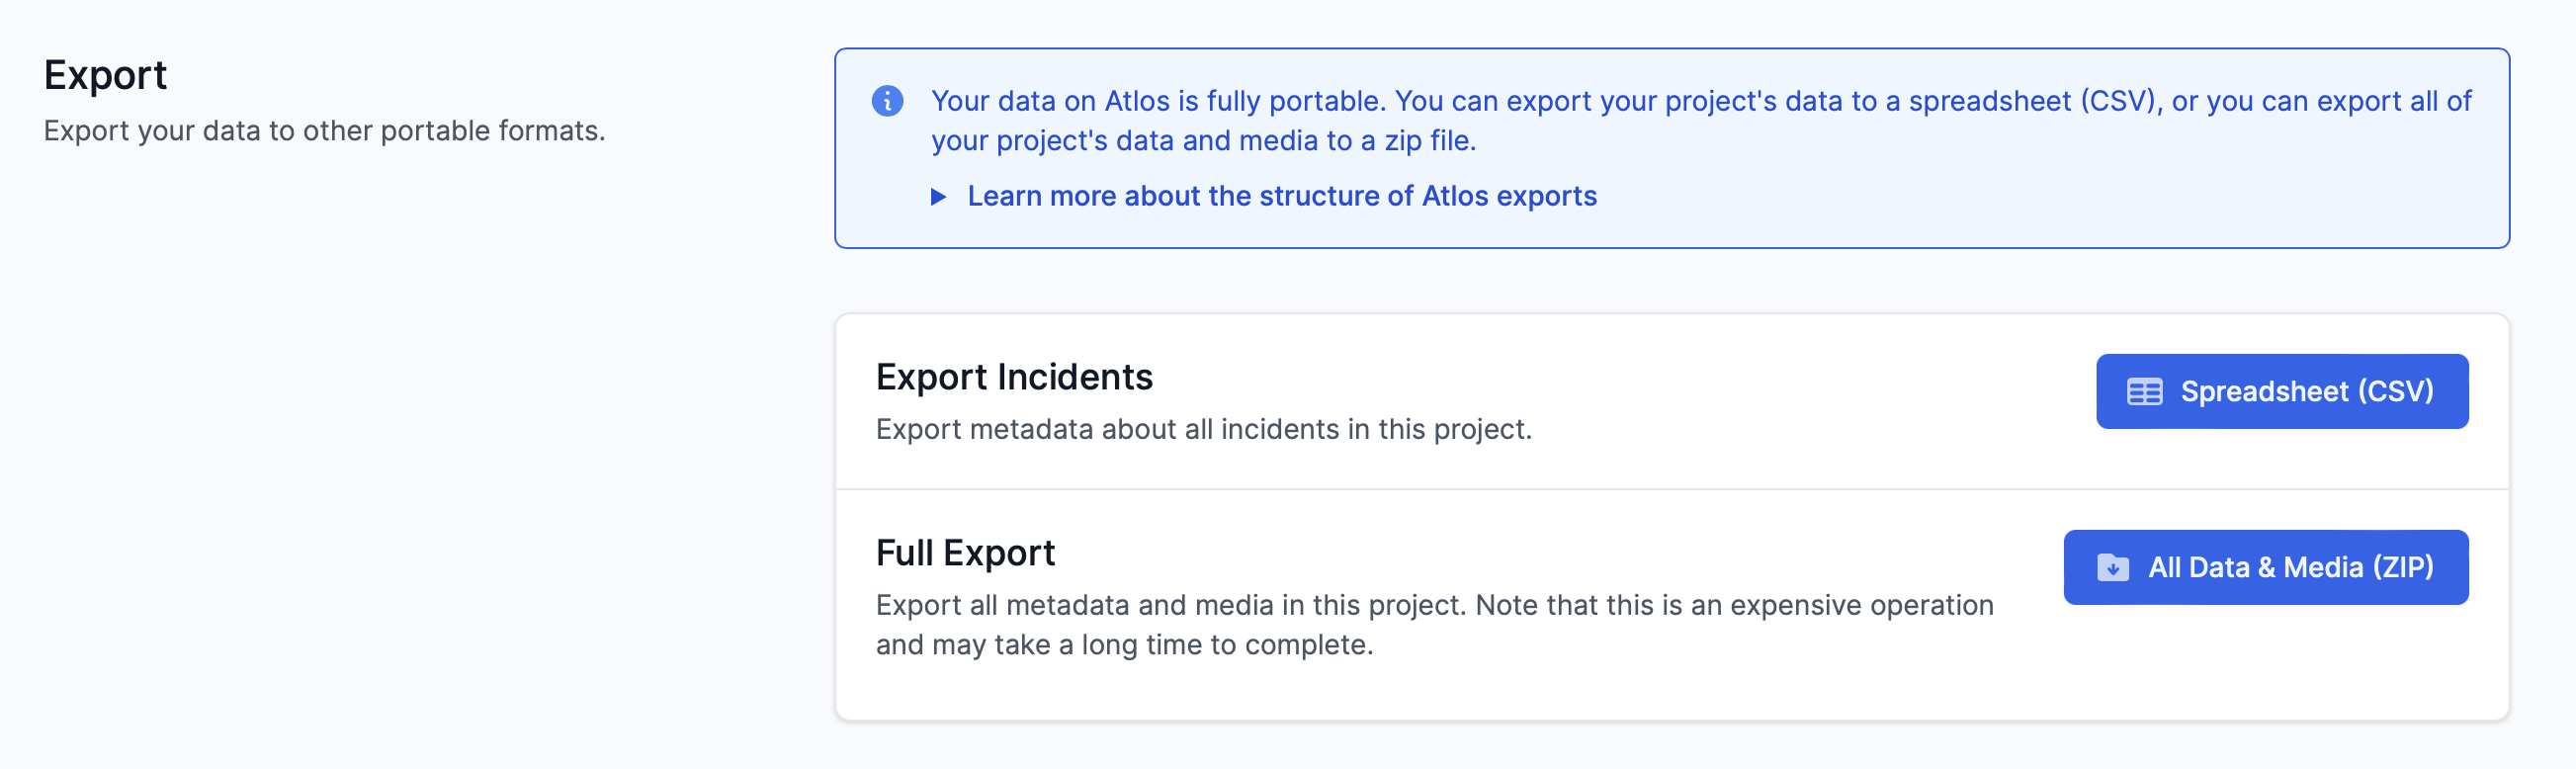 Export
Export your data to other portable formats.
Your data on Atlos is fully portable. You can export your project's data to a spreadsheet (CSV), or you can export all of
your project's data and media to a zip file.
Learn more about the structure of Atlos exports
Export Incidents
Export metadata about all incidents in this project.
Spreadsheet (CSV)
Full Export
Export all metadata and media in this project. Note that this is an expensive operation
and may take a long time to complete.
All Data & Media (ZIP)